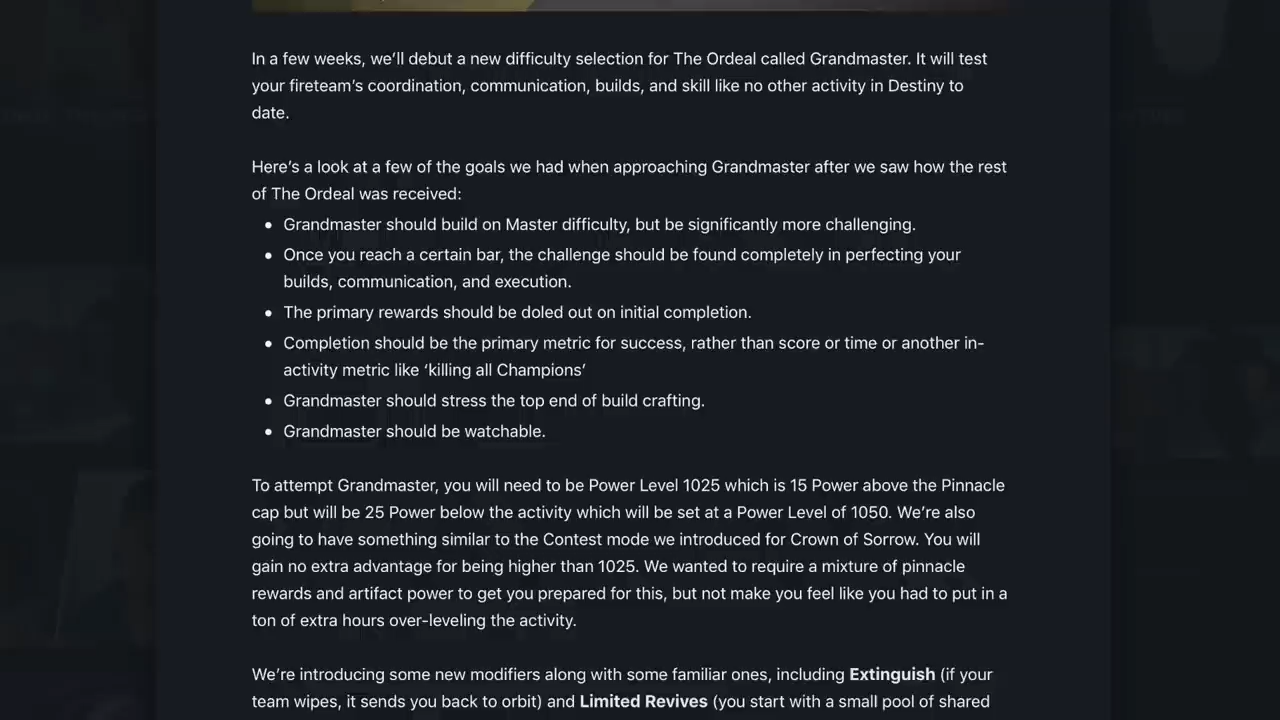 In a few weeks, we’ll debut a new difficulty selection for The Ordeal called Grandmaster. It will test
your fireteam’s coordination, communication, builds, and skill like no other activity in Destiny to
date.
Here’s a look at a few of the goals we had when approaching Grandmaster after we saw how the rest
of The Ordeal was received:
• Grandmaster should build on Master difficulty, but be significantly more challenging.
• Once you reach a certain bar, the challenge should be found completely in perfecting your
builds, communication, and execution.
• The primary rewards should be doled out on initial completion.
• Completion should be the primary metric for success, rather than score or time or another in-
activity metric like ‘killing all Champions’
• Grandmaster should stress the top end of build crafting.
• Grandmaster should be watchable.
To attempt Grandmaster, you will need to be Power Level 1025 which is 15 Power above the Pinnacle
cap but will be 25 Power below the activity which will be set at a Power Level of 1050. We’re also
going to have something similar to the Contest mode we introduced for Crown of Sorrow. You will
gain no extra advantage for being higher than 1025. We wanted to require a mixture of pinnacle
rewards and artifact power to get you prepared for this, but not make you feel like you had to put in a
ton of extra hours over-leveling the activity.
We’re introducing some new modifiers along with some familiar ones, including Extinguish (if your
team wipes, it sends you back to orbit) and Limited Revives (you start with a small pool of shared